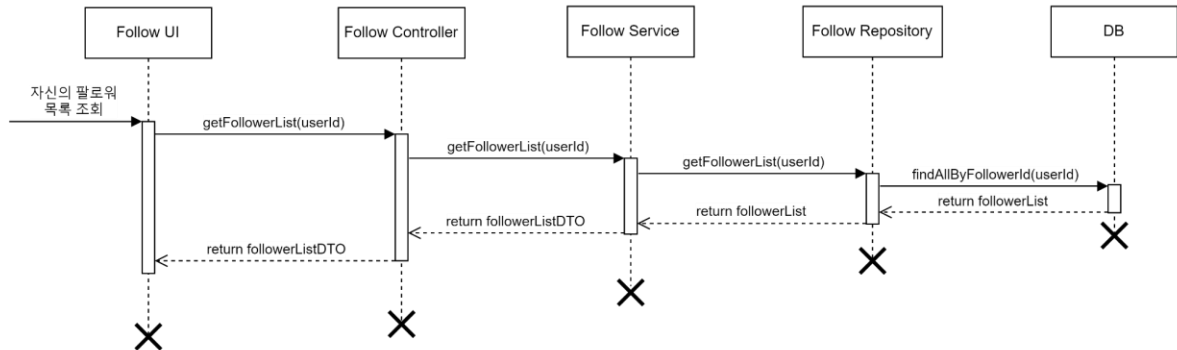 Follow UI
Follow Controller
Follow Service
Follow Repository
DB
자신의 팔로워
목록 조회
getFollowerList(userId)
getFollowerList(userId)
getFollowerList(userId)
findAllByFollowerId(userId)
return followerList
return followerList
return followerListDTO
return followerListDTO